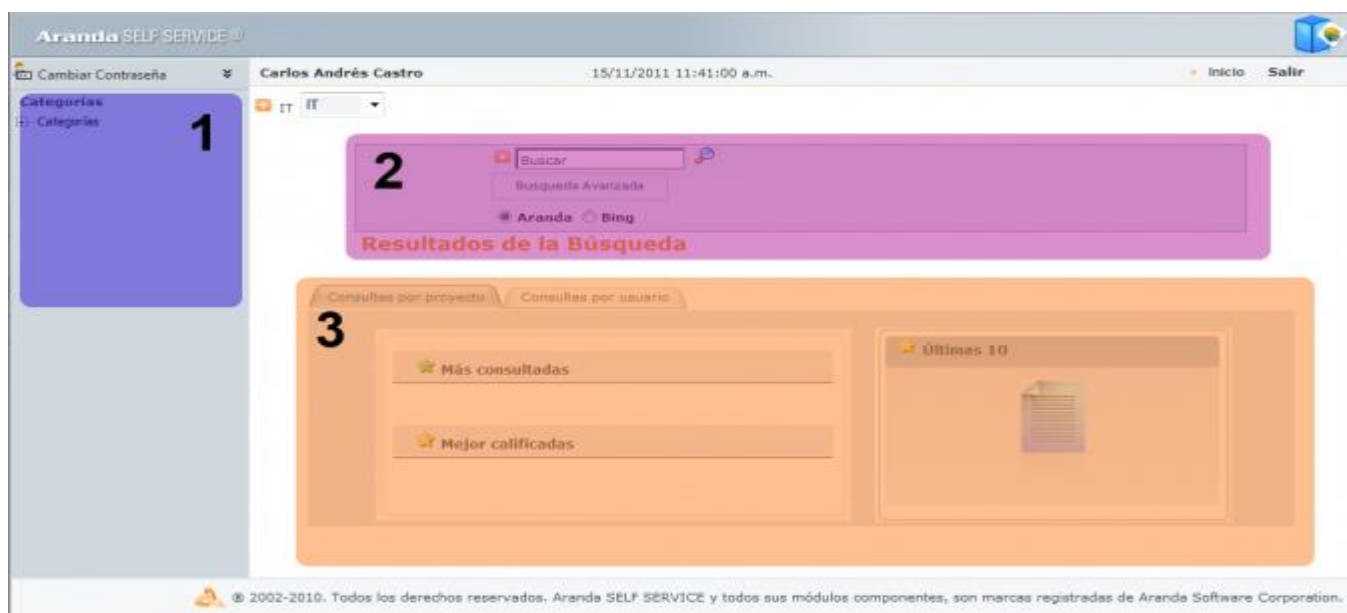 Aranda SELF SERVICE ®
Cambiar Contraseña
Carlos Andrés Castro
15/11/2011 11:41:00 a.m.
Inicio
Salir
Categorías
Categorías
1
IT IT
2
Buscar
Busqueda Avanzada
Aranda Bing
Resultados de la Búsqueda
Consultas por proyecto
Consultas por usuario
3
Más consultadas
Mejor calificadas
Últimas 10
® 2002-2010. Todos los derechos reservados. Aranda SELF SERVICE y todos sus módulos componentes, son marcas registradas de Aranda Software Corporation.